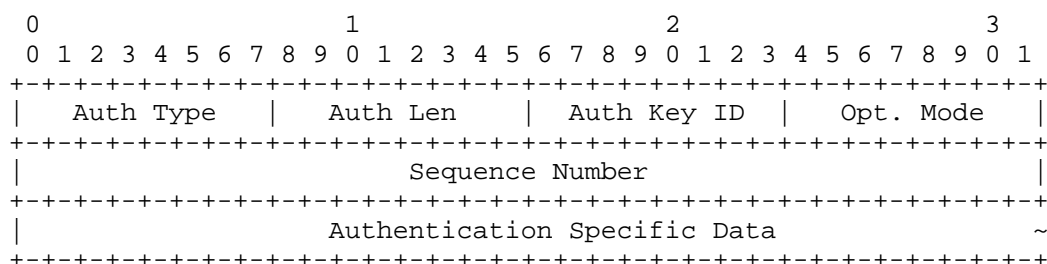 0                   1                   2                   3
 0 1 2 3 4 5 6 7 8 9 0 1 2 3 4 5 6 7 8 9 0 1 2 3 4 5 6 7 8 9 0 1
+-+-+-+-+-+-+-+-+-+-+-+-+-+-+-+-+-+-+-+-+-+-+-+-+-+-+-+-+-+-+-+-+
|   Auth Type   |   Auth Len    |  Auth Key ID  |   Opt. Mode   |
+-+-+-+-+-+-+-+-+-+-+-+-+-+-+-+-+-+-+-+-+-+-+-+-+-+-+-+-+-+-+-+-+
|                        Sequence Number                        |
+-+-+-+-+-+-+-+-+-+-+-+-+-+-+-+-+-+-+-+-+-+-+-+-+-+-+-+-+-+-+-+-+
|                   Authentication Specific Data                ~
+-+-+-+-+-+-+-+-+-+-+-+-+-+-+-+-+-+-+-+-+-+-+-+-+-+-+-+-+-+-+-+-+